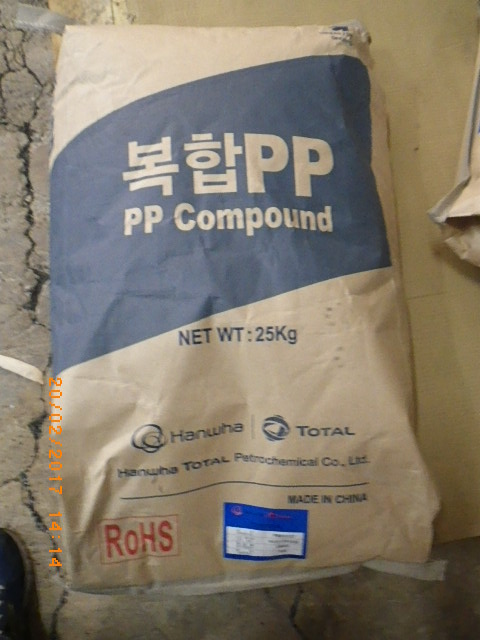 복합PP
PP Compound
NET WT : 25Kg
Hanwha TOTAL
Hanwha TOTAL Petrochemical Co., Ltd.
MADE IN CHINA
RoHS
20/02/2017 14:14